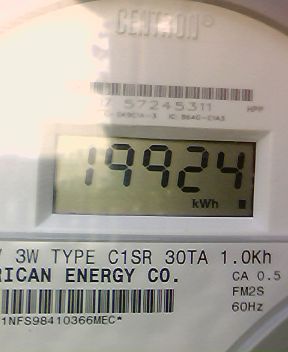 CENTRON®
57245311 HPP
19924
kWh
3W TYPE C1SR 30TA 1.0Kh
RICAN ENERGY CO. CA 0.5
FM2S
1NFS98410366MEC* 60Hz